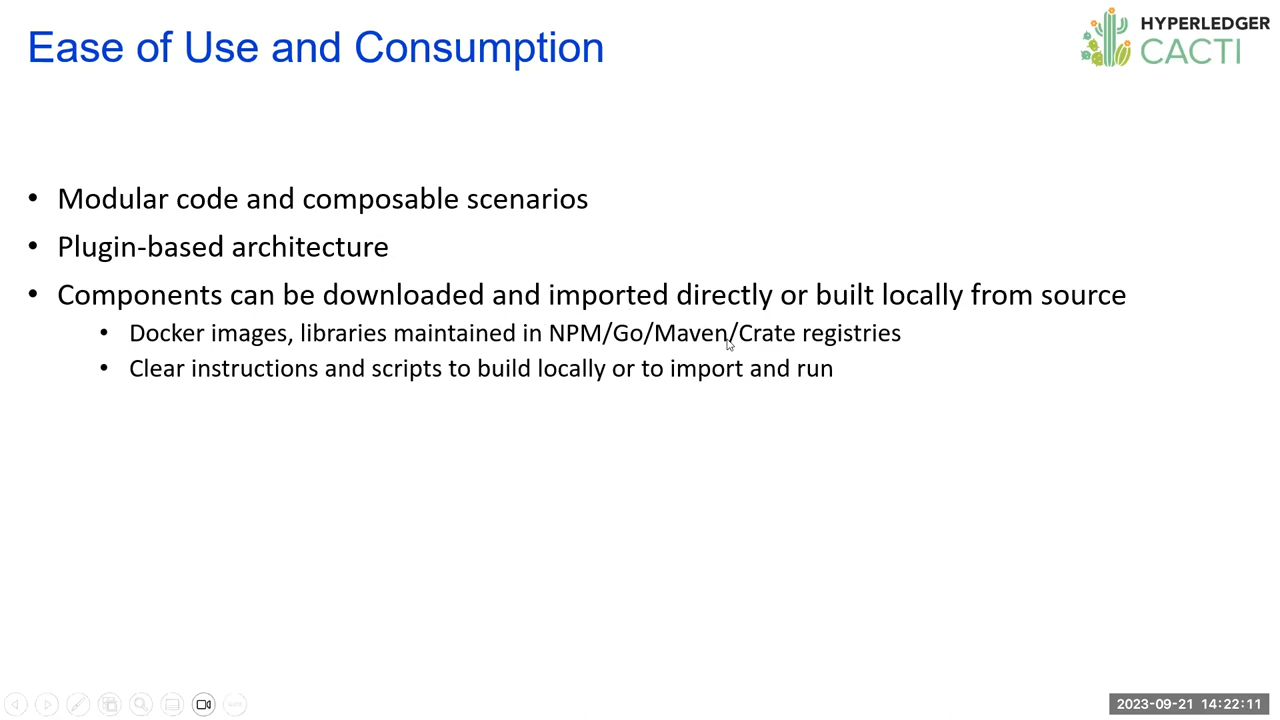 Ease of Use and Consumption
HYPERLEDGER
CACTI
• Modular code and composable scenarios
• Plugin-based architecture
• Components can be downloaded and imported directly or built locally from source
• Docker images, libraries maintained in NPM/Go/Maven/Crate registries
• Clear instructions and scripts to build locally or to import and run
2023-09-21 14:22:11